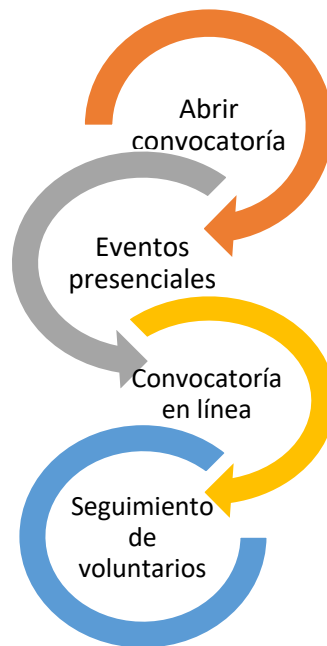 Abrir
convocatoría
Eventos
presenciales
Convocatoría
en línea
Seguimiento
de
voluntarios